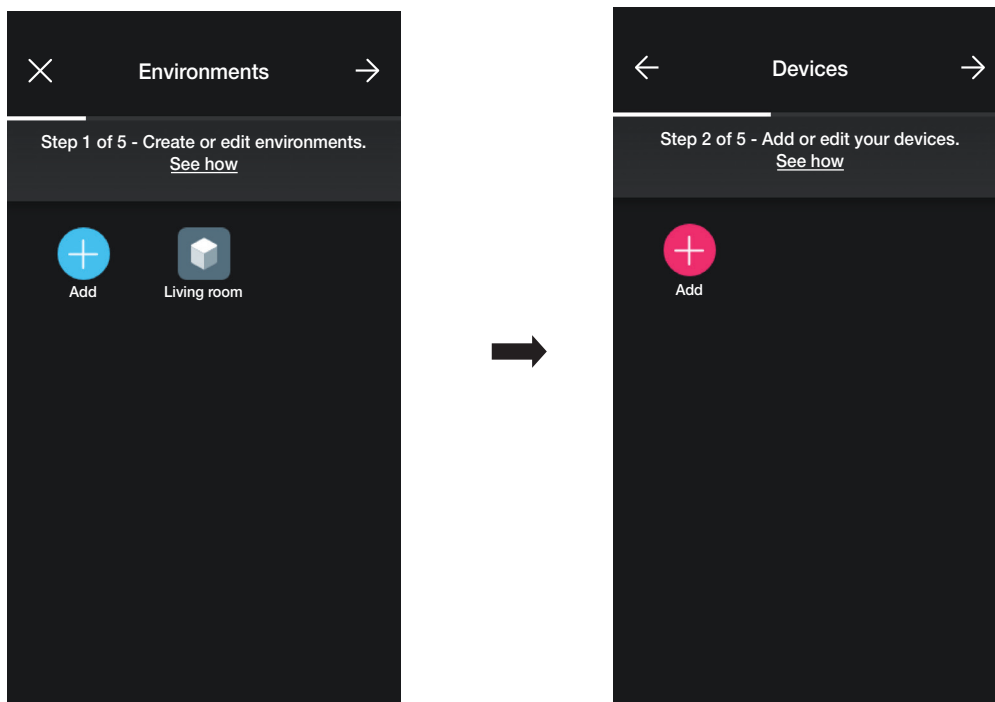 Environments
Step 1 of 5 - Create or edit environments.
See how
Add
Living room
Devices
Step 2 of 5 - Add or edit your devices.
See how
Add